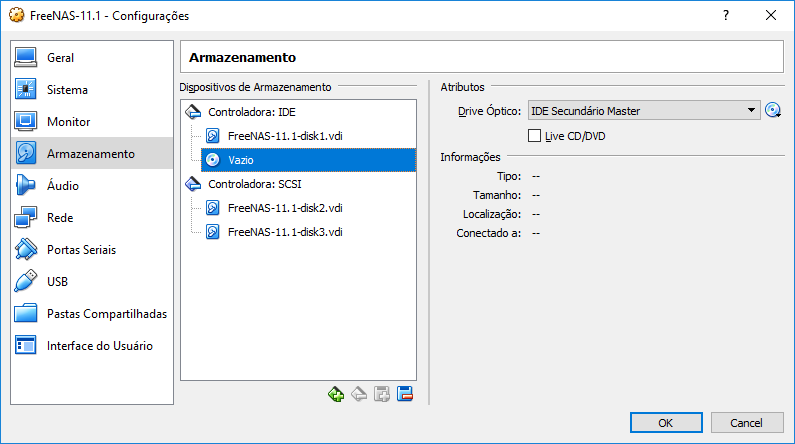 FreeNAS-11.1 - Configurações
?
Geral
Sistema
Monitor
Armazenamento
Áudio
Rede
Portas Seriais
USB
Pastas Compartilhadas
Interface do Usuário
Armazenamento
Dispositivos de Armazenamento
Controladora: IDE
FreeNAS-11.1-disk1.vdi
Vazio
Controladora: SCSI
FreeNAS-11.1-disk2.vdi
FreeNAS-11.1-disk3.vdi
Atributos
Drive Óptico: IDE Secundário Master
Live CD/DVD
Informações
Tipo: --
Tamanho: --
Localização: --
Conectado a: --
OK Cancel